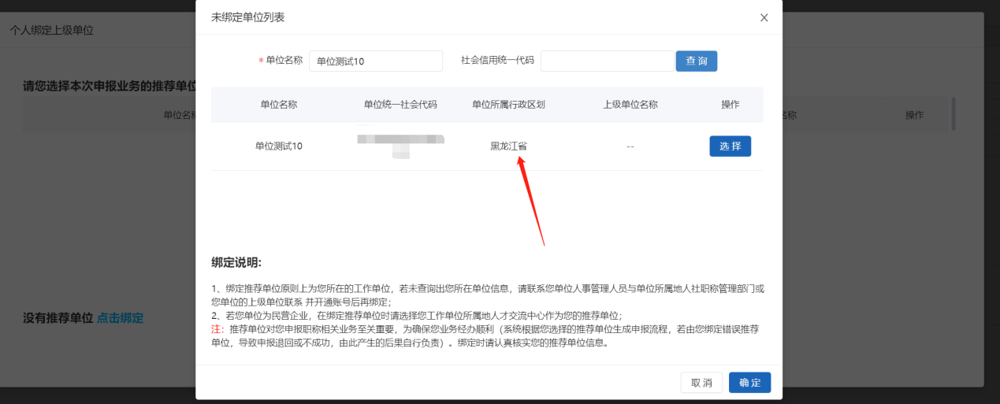 未绑定单位列表
个人绑定上级单位
* 单位名称 单位测试10 社会信用统一代码 查 询
请您选择本次申报业务的推荐单位
单位名称 单位统一社会代码 单位所属行政区划 上级单位名称 操作
单位名 名称 操作
单位测试10 黑龙江省 -- 选 择
绑定说明:
1、绑定推荐单位原则上为您所在的工作单位，若未查询出您所在单位信息，请联系您单位人事管理人员与单位所属地人社职称管理部门或
您单位的上级单位联系 并开通账号后再绑定；
2、若您单位为民营企业，在绑定推荐单位时请选择您工作单位所属地人才交流中心作为您的推荐单位；
没有推荐单位 点击绑定
注：推荐单位对您申报职称相关业务至关重要，为确保您业务经办顺利（系统根据您选择的推荐单位生成申报流程，若由您绑定错误推荐
单位，导致申报退回或不成功，由此产生的后果自行负责）。绑定时请认真核实您的推荐单位信息。
取 消 确 定